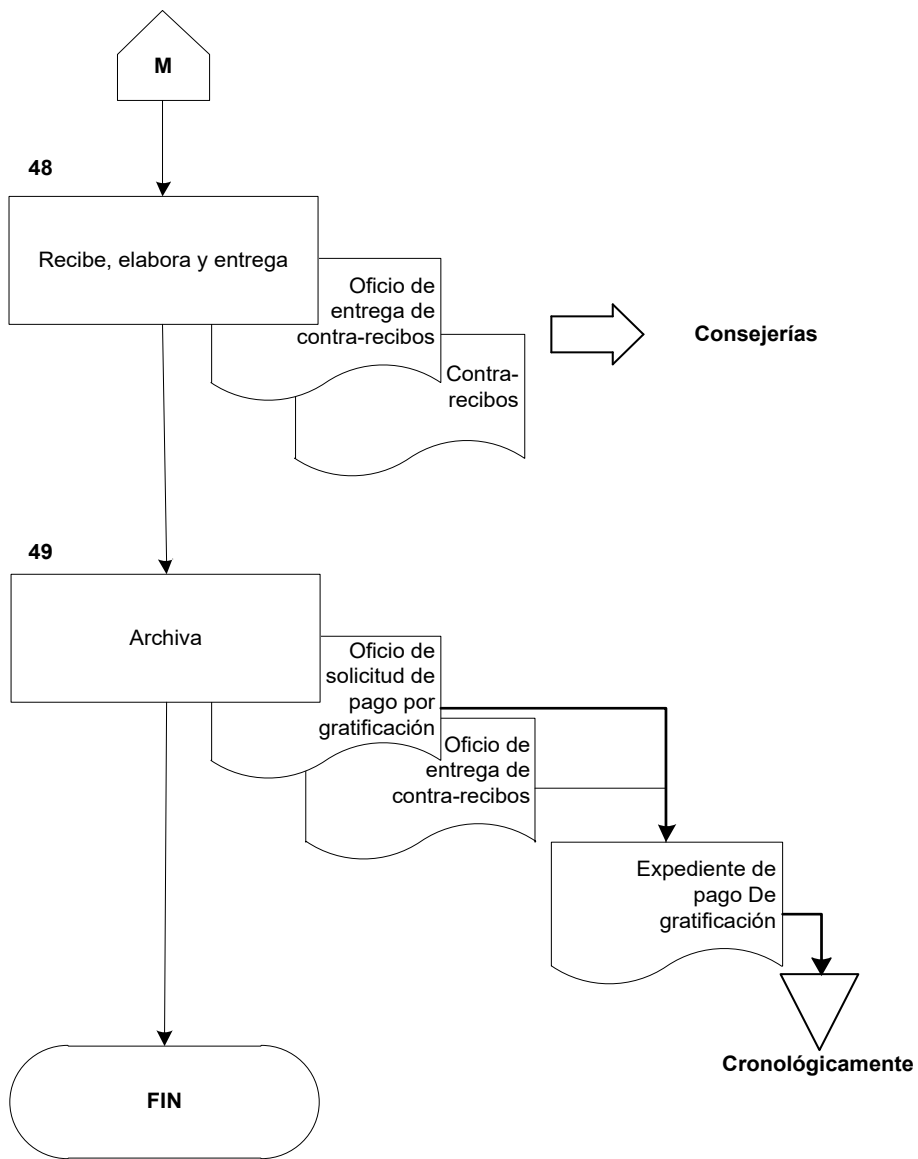 M
48
Recibe, elabora y entrega
Oficio de
entrega de
contra-recibos
Contra-
recibos
Consejerías
49
Archiva
Oficio de
solicitud de
pago por
gratificación
Oficio de
entrega de
contra-recibos
Expediente de
pago De
gratificación
Cronológicamente
FIN